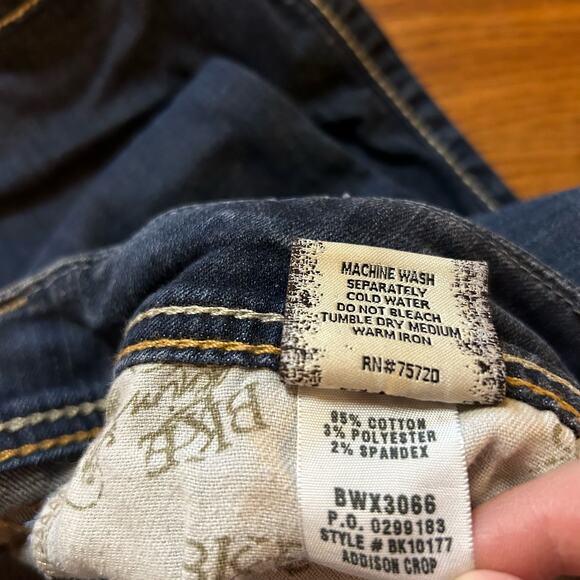 MACHINE WASH
SEPARATELY
COLD WATER
DO NOT BLEACH
TUMBLE DRY MEDIUM
WARM IRON
RN#75720
95% COTTON
3% POLYESTER
2% SPANDEX
BWX3066
P.O. 0299183
STYLE # BK10177
ADDISON CROP
BKE